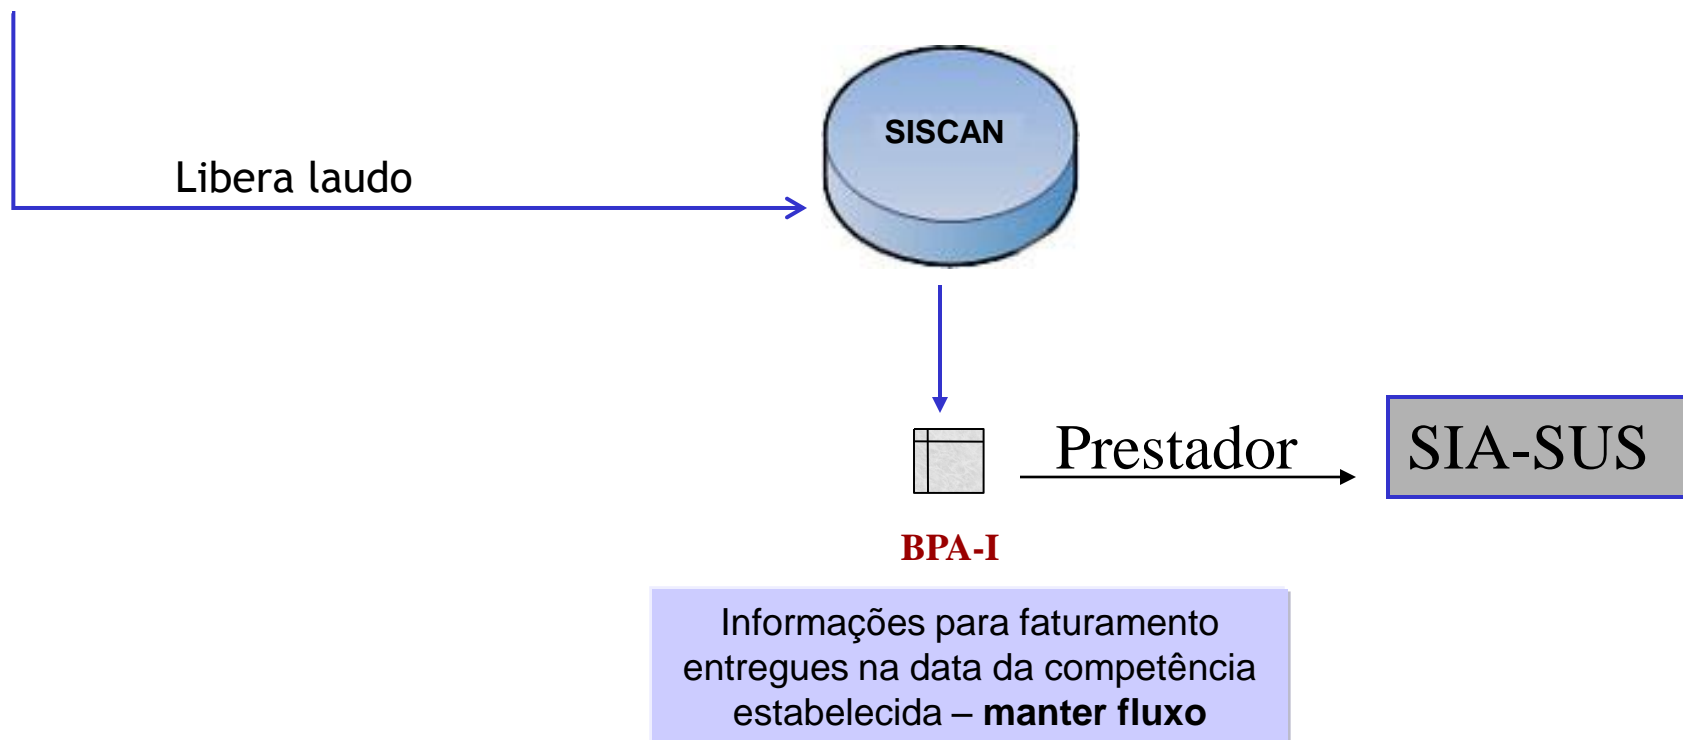 SISCAN
Libera laudo
Prestador
SIA-SUS
BPA-I
Informações para faturamento
entregues na data da competência
estabelecida – manter fluxo